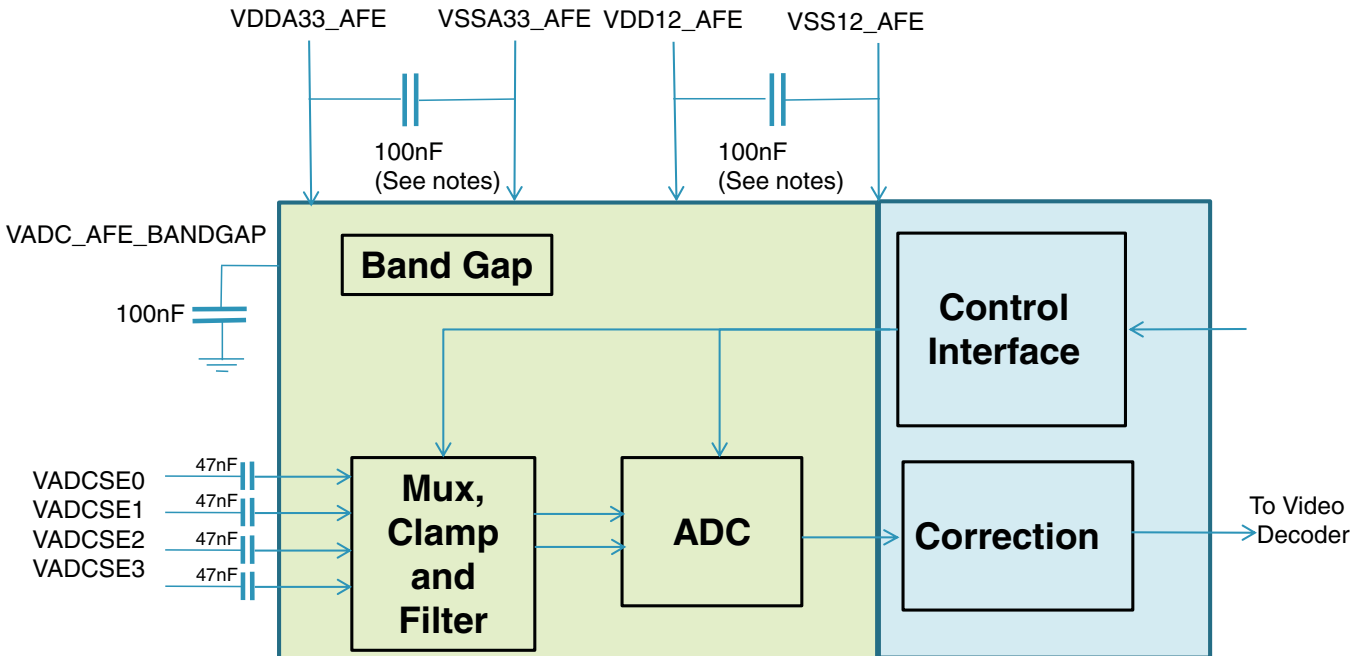 VDDA33_AFE
VSSA33_AFE
VDD12_AFE
VSS12_AFE
100nF
(See notes)
100nF
(See notes)
VADC_AFE_BANDGAP
100nF
Band Gap
Control
Interface
VADCSE0
VADCSE1
VADCSE2
VADCSE3
47nF
47nF
47nF
47nF
Mux,
Clamp
and
Filter
ADC
Correction
To Video
Decoder